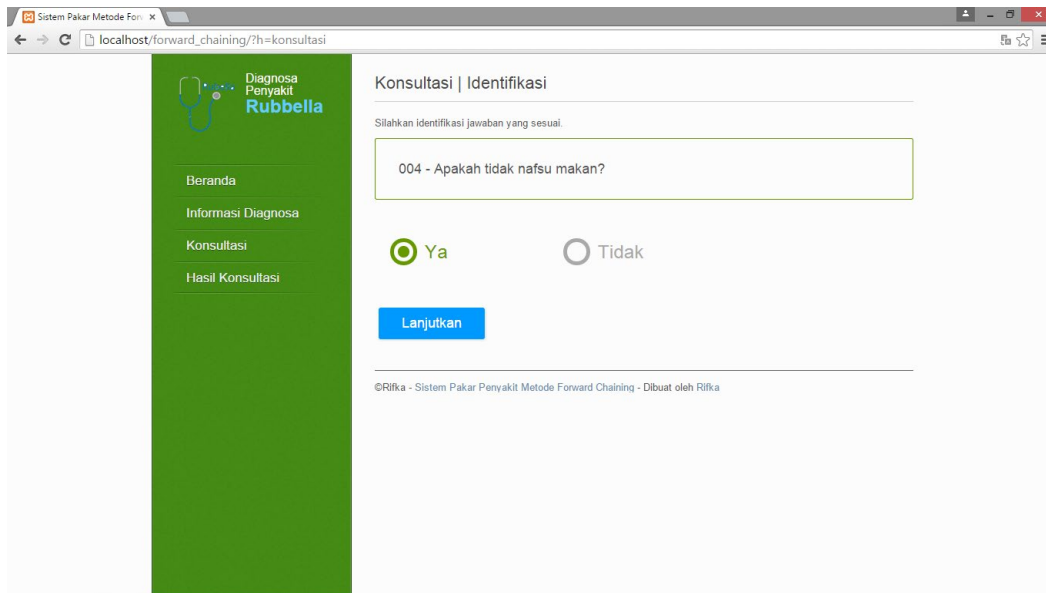 Sistem Pakar Metode Forw
localhost/forward_chaining/?h=konsultasi
Diagnosa
Penyakit
Rubbella
Beranda
Informasi Diagnosa
Konsultasi
Hasil Konsultasi
Konsultasi | Identifikasi
Silahkan identifikasi jawaban yang sesuai.
004 - Apakah tidak nafsu makan?
Ya
Tidak
Lanjutkan
©Rifka - Sistem Pakar Penyakit Metode Forward Chaining - Dibuat oleh Rifka